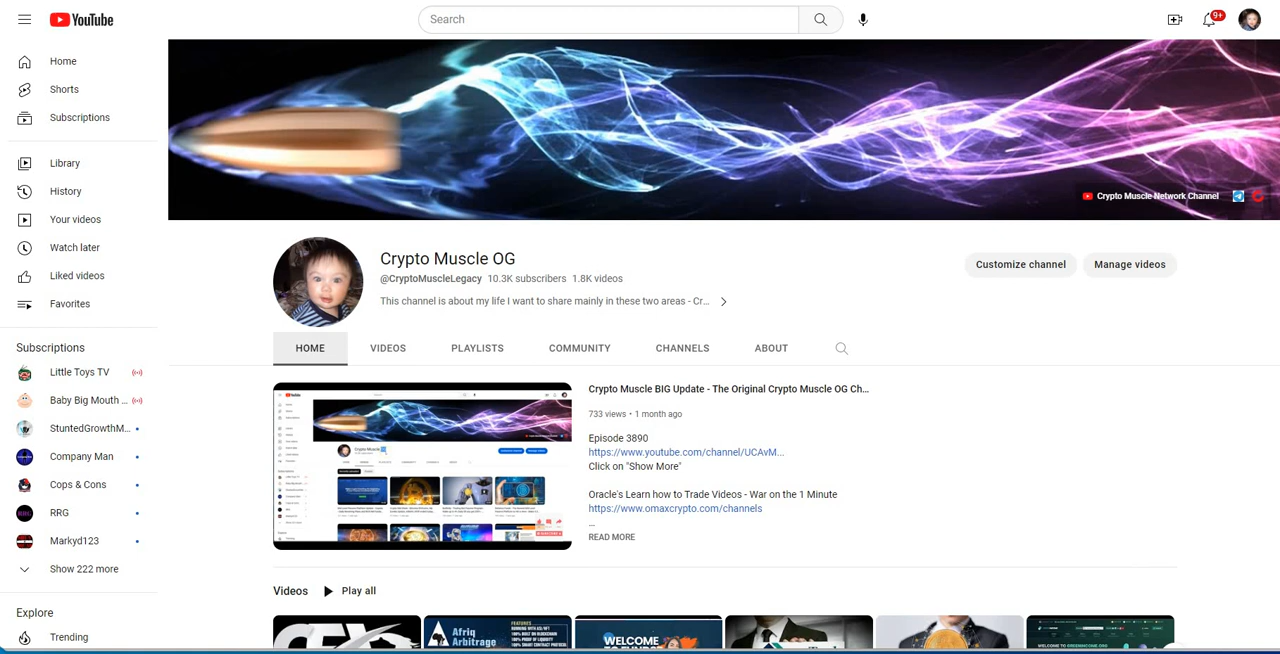 YouTube
Search
9+
Home
Shorts
Subscriptions
Library
History
Your videos
Watch later
Liked videos
Favorites
Subscriptions
Little Toys TV
Baby Big Mouth ...
StuntedGrowthM...
Company Man
Cops & Cons
RRG
Markyd123
Show 222 more
Explore
Trending
Crypto Muscle Network Channel
Crypto Muscle OG
@CryptoMuscleLegacy 10.3K subscribers 1.8K videos
This channel is about my life I want to share mainly in these two areas - Cr...
Customize channel
Manage videos
HOME VIDEOS PLAYLISTS COMMUNITY CHANNELS ABOUT
Crypto Muscle BIG Update - The Original Crypto Muscle OG Ch...
733 views • 1 month ago
Episode 3890
https://www.youtube.com/channel/UCAvM...
Click on "Show More"
Oracle's Learn how to Trade Videos - War on the 1 Minute
https://www.omaxcrypto.com/channels
...
READ MORE
Videos Play all
Afriq
Arbitrage
FEATURES
WELCOME